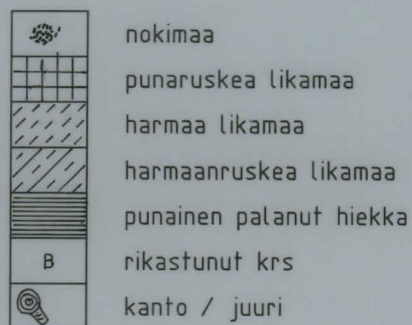 nokimaa
punaruskea likamaa
harmaa likamaa
harmaanruskea likamaa
punainen palanut hiekka
B rikastunut krs
kanto / juuri